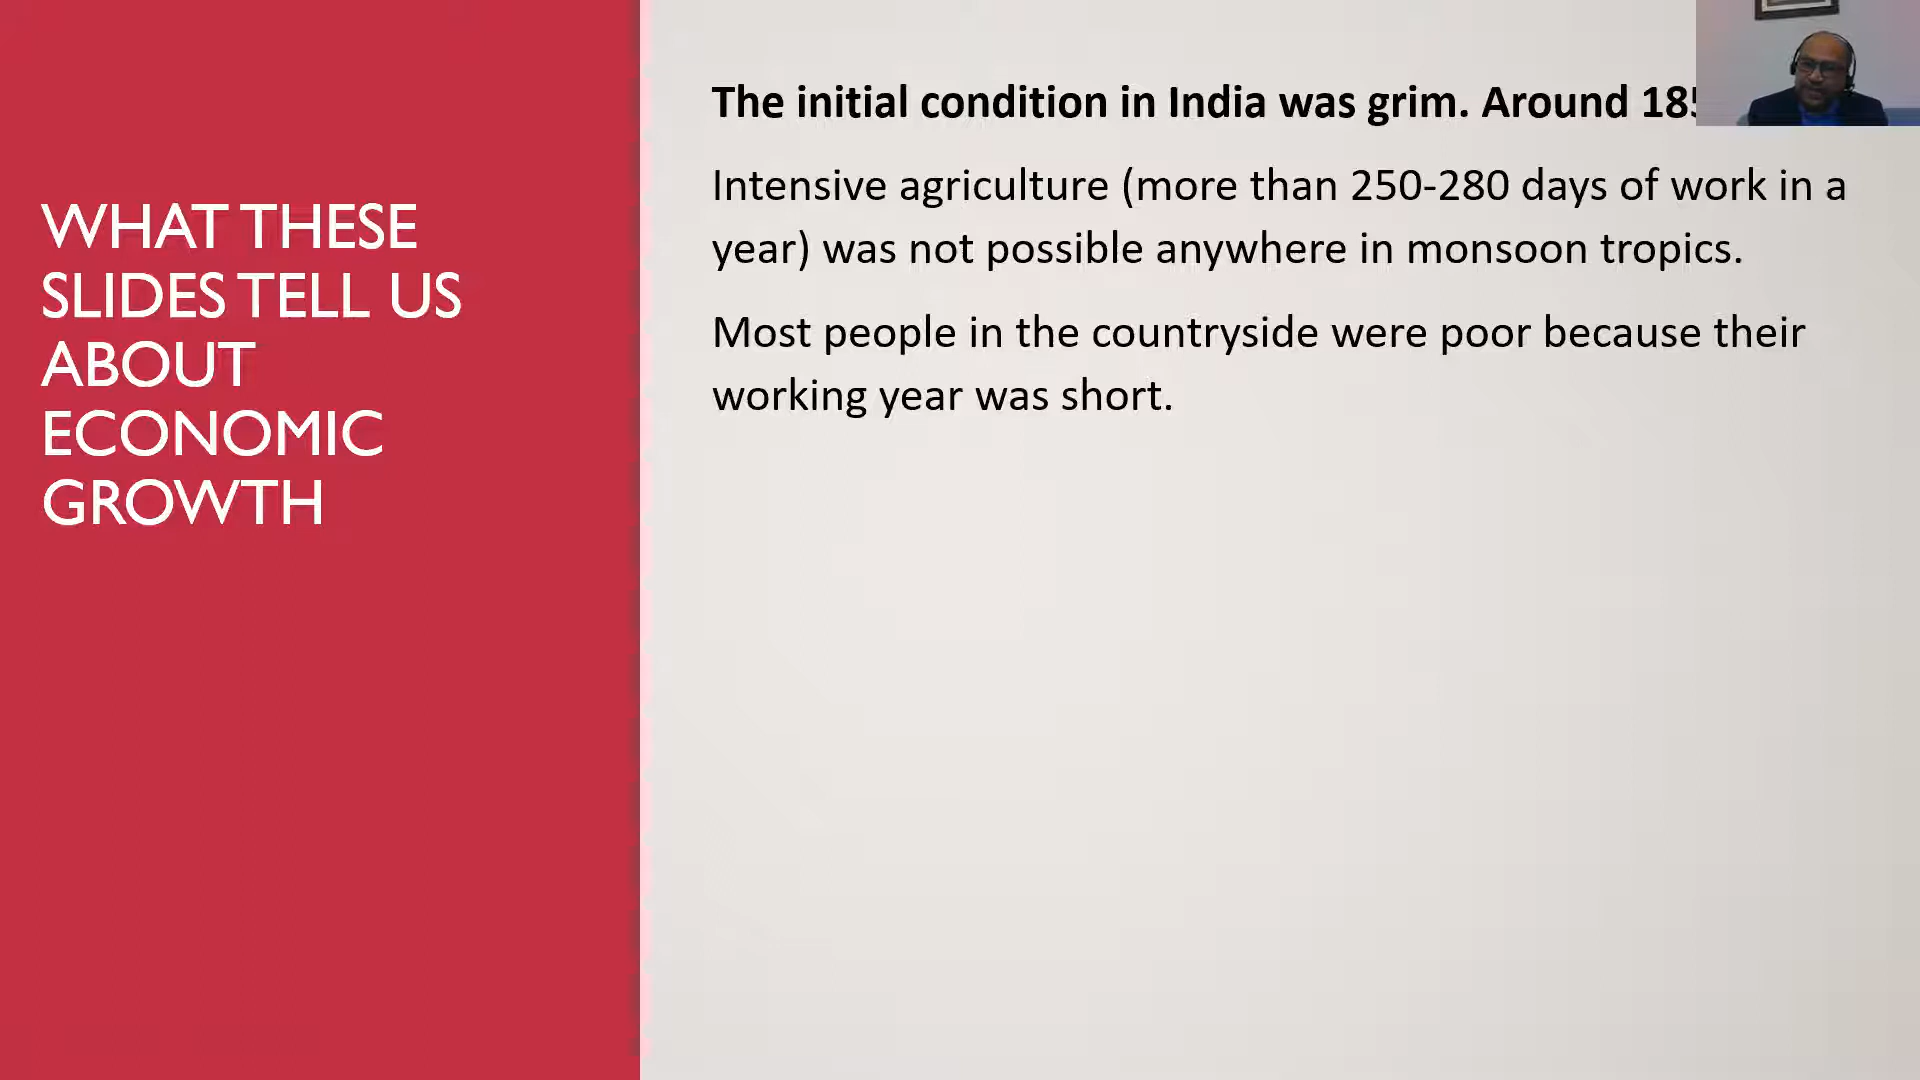 WHAT THESE
SLIDES TELL US
ABOUT
ECONOMIC
GROWTH
The initial condition in India was grim. Around
Intensive agriculture (more than 250-280 days of work in a
year) was not possible anywhere in monsoon tropics.
Most people in the countryside were poor because their
working year was short.